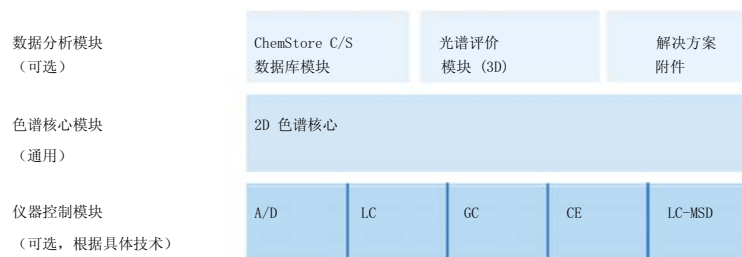 数据分析模块
（可选）
ChemStore C/S
数据库模块
光谱评价
模块 (3D)
解决方案
附件
色谱核心模块
（通用）
2D 色谱核心
仪器控制模块
（可选，根据具体技术）
A/D
LC
GC
CE
LC-MSD